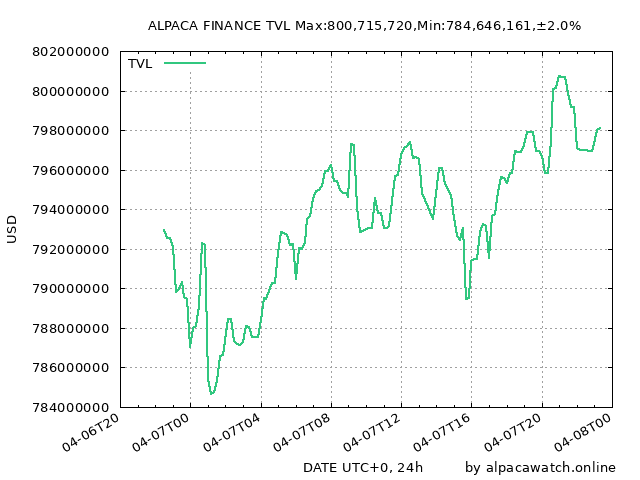 ALPACA FINANCE TVL Max:800,715,720,Min:784,646,161,±2.0%
802000000
TVL
800000000
798000000
796000000
794000000
USD
792000000
790000000
788000000
786000000
784000000
04-06T20
04-07T00
04-07T04
04-07T08
04-07T12
04-07T16
04-07T20
04-08T00
DATE UTC+0, 24h
by alpacawatch.online